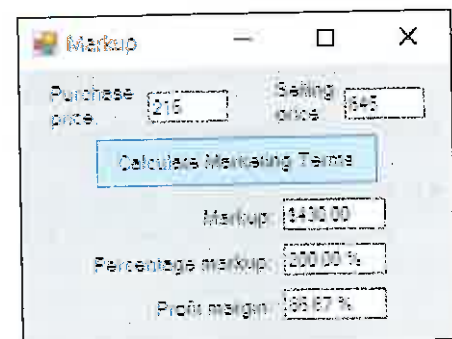 Markup
Purchase price: 215 Selling price: 645
Calculate Marketing Terms
Markup: $430.00
Percentage markup: 200.00 %
Profit margin: 66.67 %